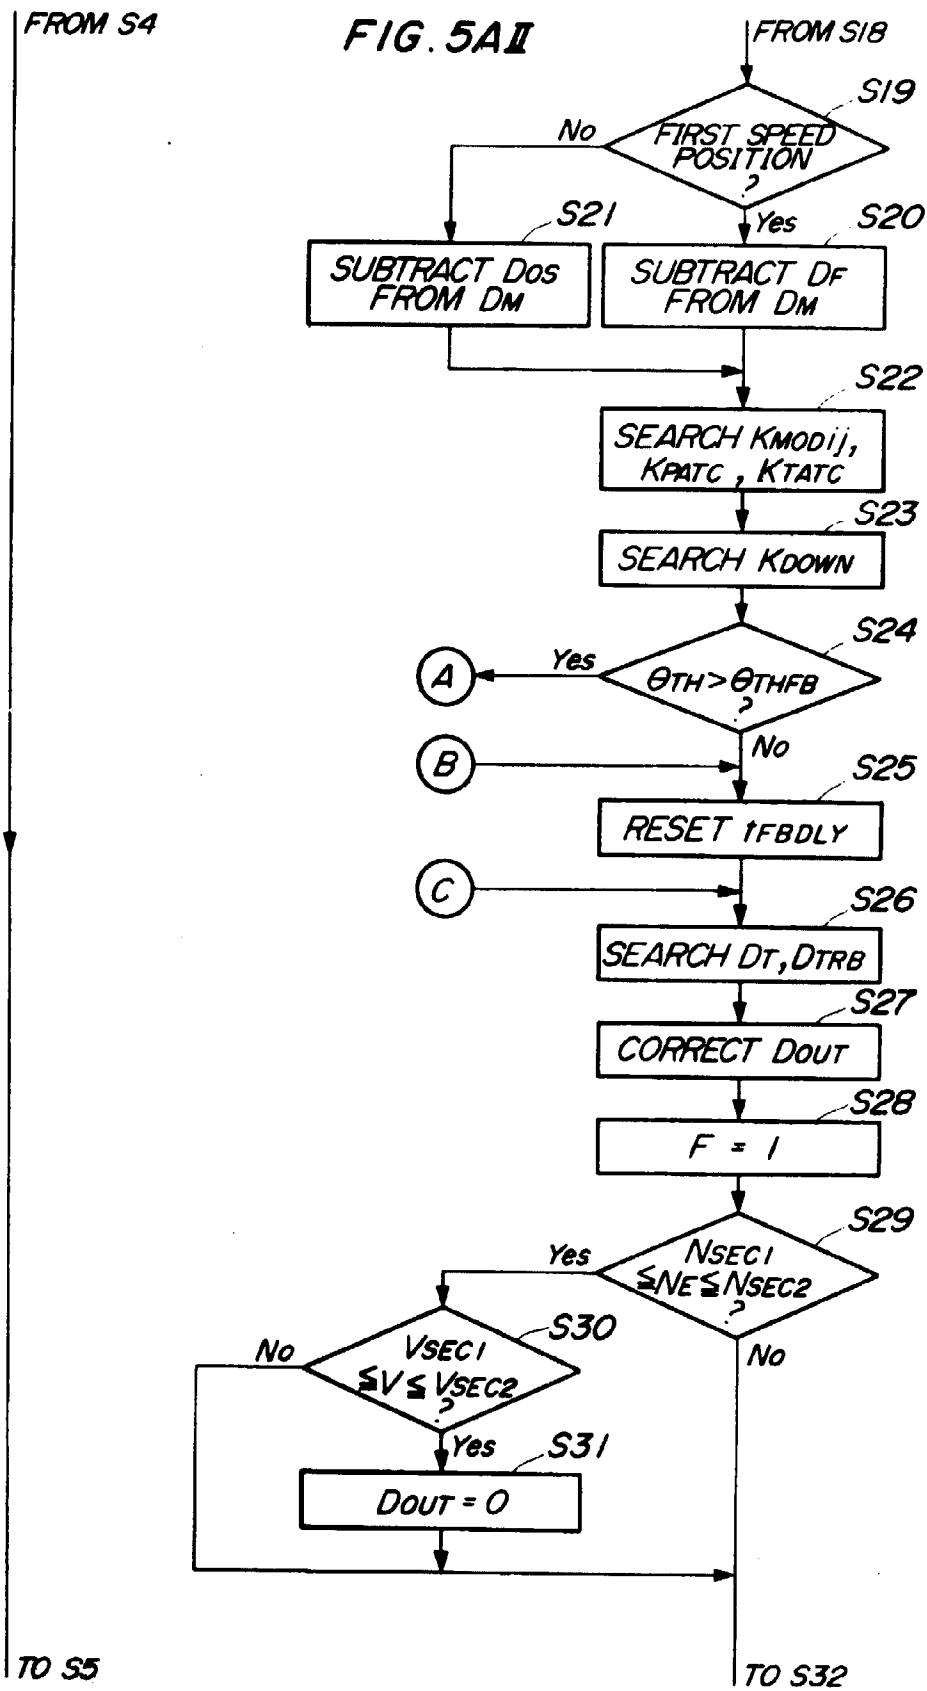 FROM S4
FIG. 5AII
FROM S18
S19
FIRST SPEED
POSITION
?
No
Yes
S21
SUBTRACT DOS
FROM DM
S20
SUBTRACT DF
FROM DM
S22
SEARCH KMODij,
KPATC, KTATC
S23
SEARCH KDOWN
S24
θTH>θTHFB
?
Yes
A
No
B
S25
RESET tFBDLY
C
S26
SEARCH DT, DTRB
S27
CORRECT DOUT
S28
F = 1
S29
NSEC1
≦NE≦NSEC2
?
Yes
No
S30
VSEC1
≦V≦VSEC2
?
No
Yes
S31
DOUT = 0
TO S5
TO S32